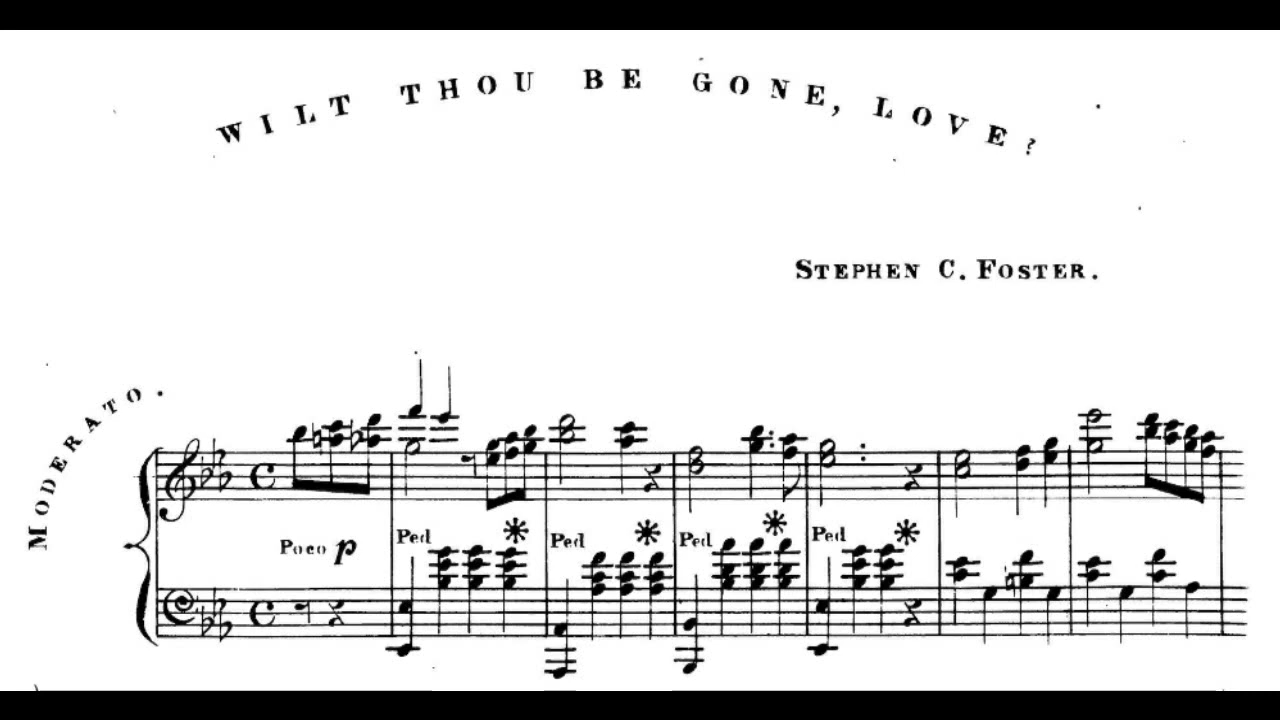 WILT THOU BE GONE, LOVE?
STEPHEN C. FOSTER.
MODERATO.
Poco p
Ped
Ped
Ped
Ped